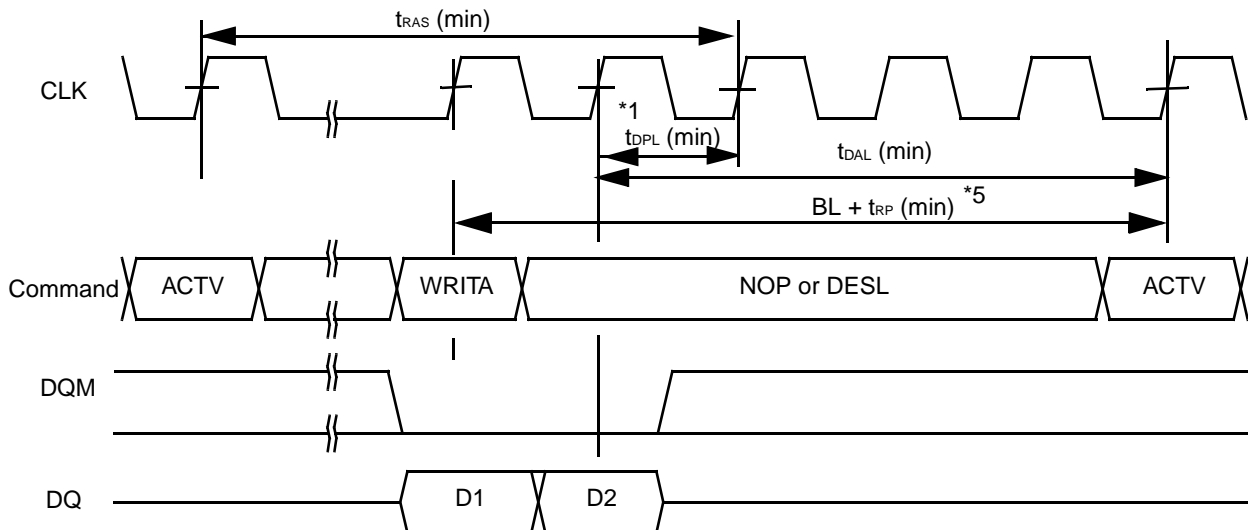 tRAS (min)
CLK
*1
tDPL (min)
tDAL (min)
BL + tRP (min) *5
Command ACTV WRITA NOP or DESL ACTV
DQM
DQ D1 D2